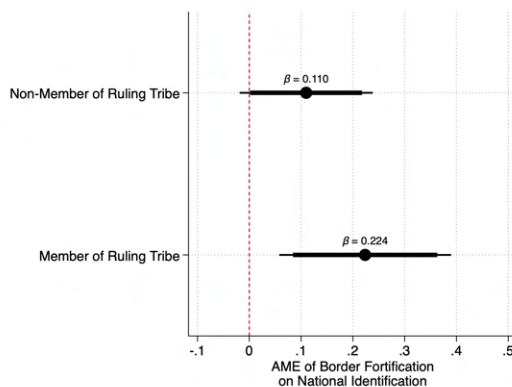 β = 0.110
Non-Member of Ruling Tribe
β = 0.224
Member of Ruling Tribe
-.1 0 .1 .2 .3 .4 .5
AME of Border Fortification
on National Identification